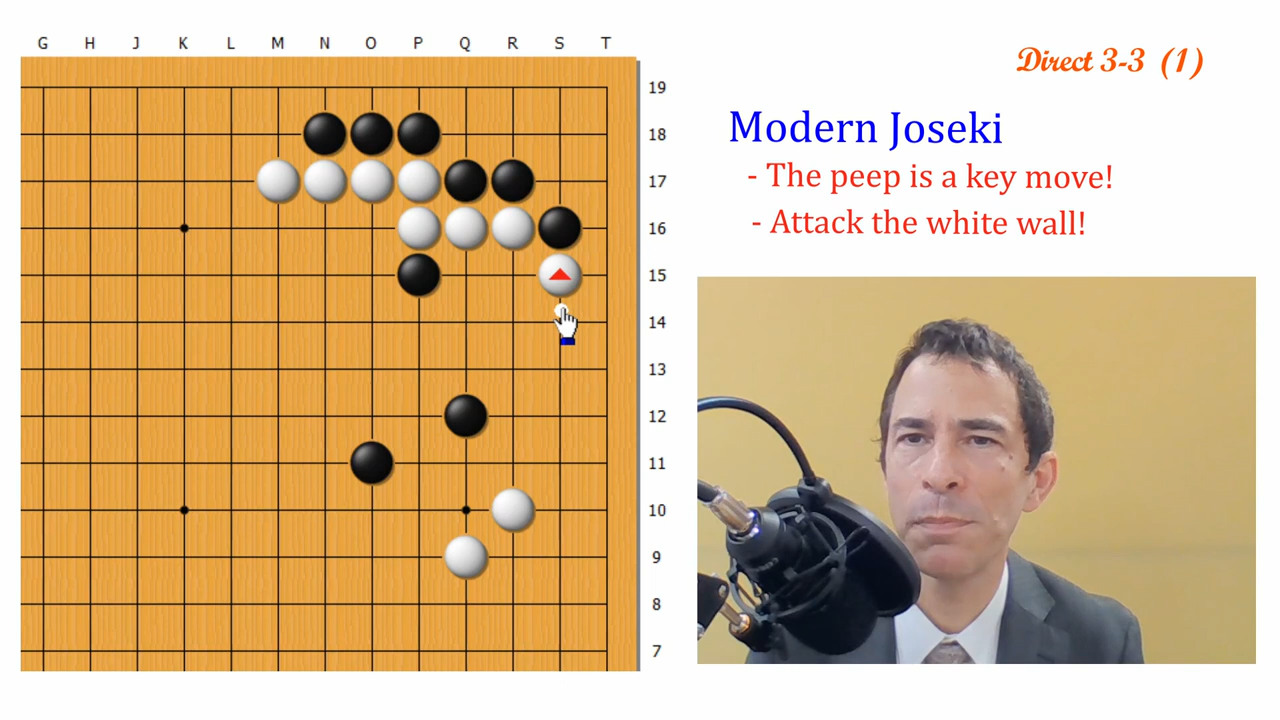 G H J K L M N O P Q R S T
Direct 3-3 (1)
19
Modern Joseki
18
- The peep is a key move!
17
- Attack the white wall!
16
15
14
13
12
11
10
9
8
7